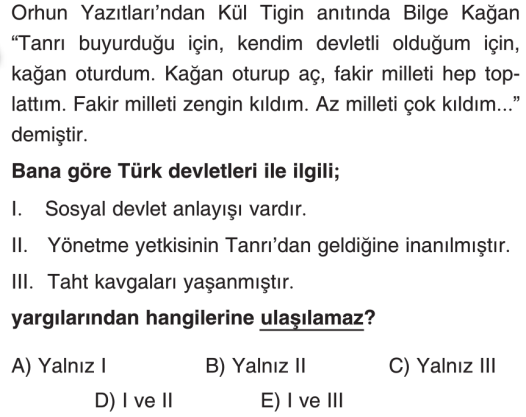 Orhun Yazıtları’ndan Kül Tigin anıtında Bilge Kağan
“Tanrı buyurduğu için, kendim devletli olduğum için,
kağan oturdum. Kağan oturup aç, fakir milleti hep top-
lattım. Fakir milleti zengin kıldım. Az milleti çok kıldım...”
demiştir.
Bana göre Türk devletleri ile ilgili;
I. Sosyal devlet anlayışı vardır.
II. Yönetme yetkisinin Tanrı’dan geldiğine inanılmıştır.
III. Taht kavgaları yaşanmıştır.
yargılarından hangilerine ulaşılamaz?
A) Yalnız I B) Yalnız II C) Yalnız III
D) I ve II E) I ve III